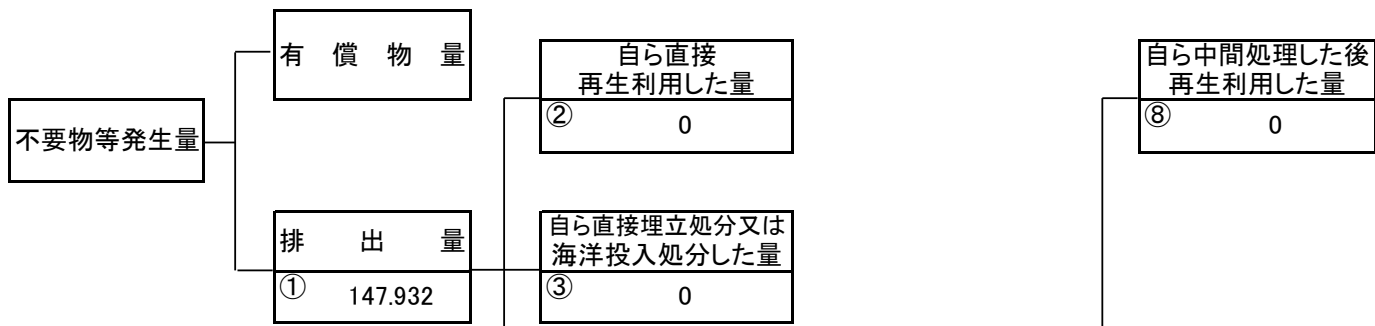 有償物量
自ら直接
再生利用した量
② 0
自ら中間処理した後
再生利用した量
⑧ 0
不要物等発生量
排出量
① 147.932
自ら直接埋立処分又は
海洋投入処分した量
③ 0